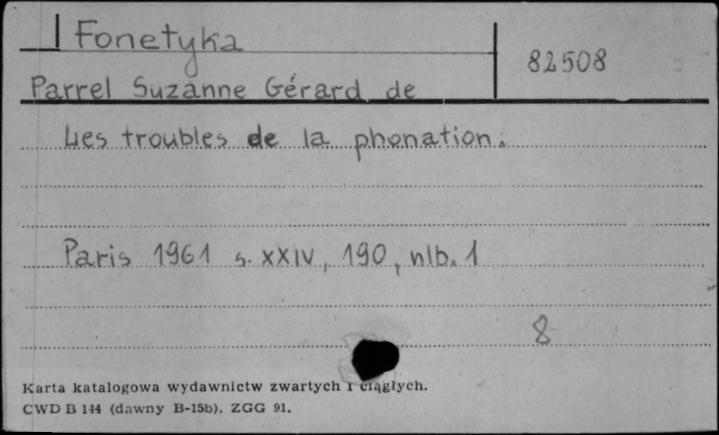 Fonetyka
82508
Parrel Suzanne Gérard de
Les troubles de la phonation.
Paris 1961 s. XXIV, 190, nlb. 1
8
Karta katalogowa wydawnictw zwartych i ciągłych.
CWD B 144 (dawny B-15b). ZGG 91.